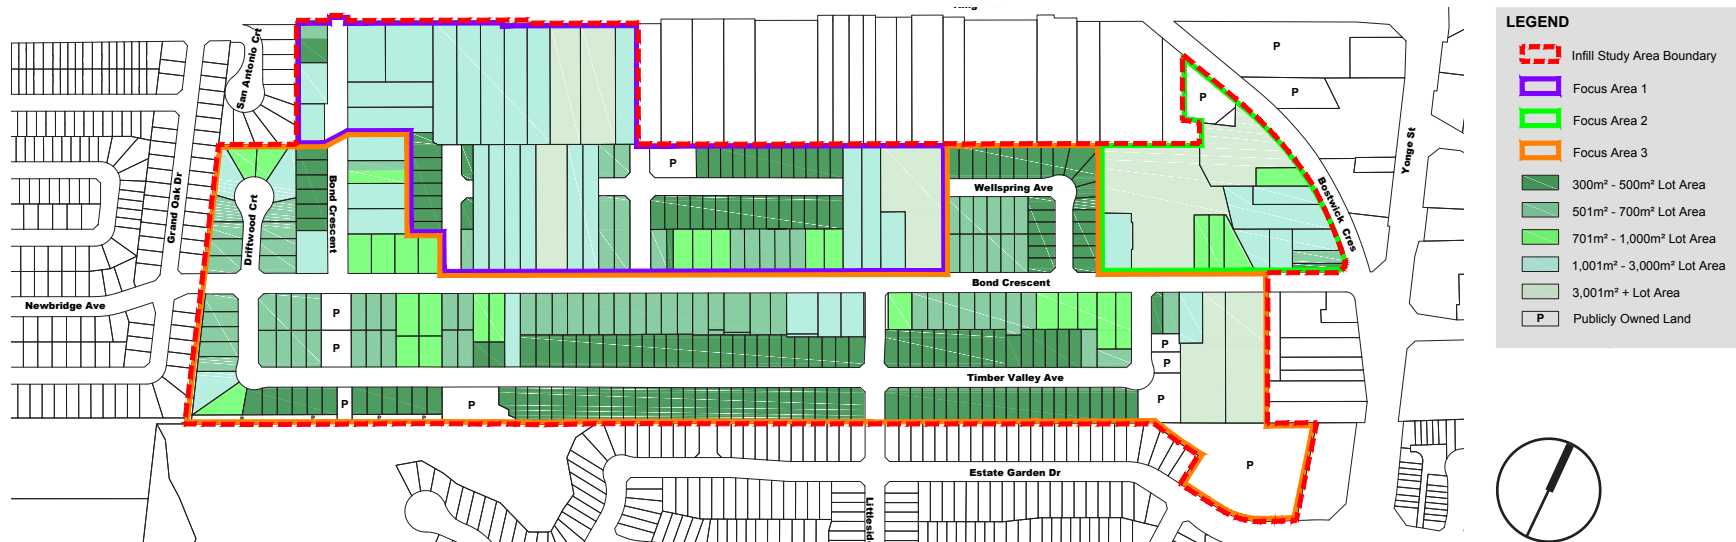 San Antonio Crt
Grand Oak Dr
Driftwood Crt
Bond Crescent
P
Wellspring Ave
P
P
P
Bostwick Cres
Yonge St
Newbridge Ave
Bond Crescent
P
P
P
P
Timber Valley Ave
P
P
P
Estate Garden Dr
P
LEGEND
Infill Study Area Boundary
Focus Area 1
Focus Area 2
Focus Area 3
300m² - 500m² Lot Area
501m² - 700m² Lot Area
701m² - 1,000m² Lot Area
1,001m² - 3,000m² Lot Area
3,001m² + Lot Area
P Publicly Owned Land